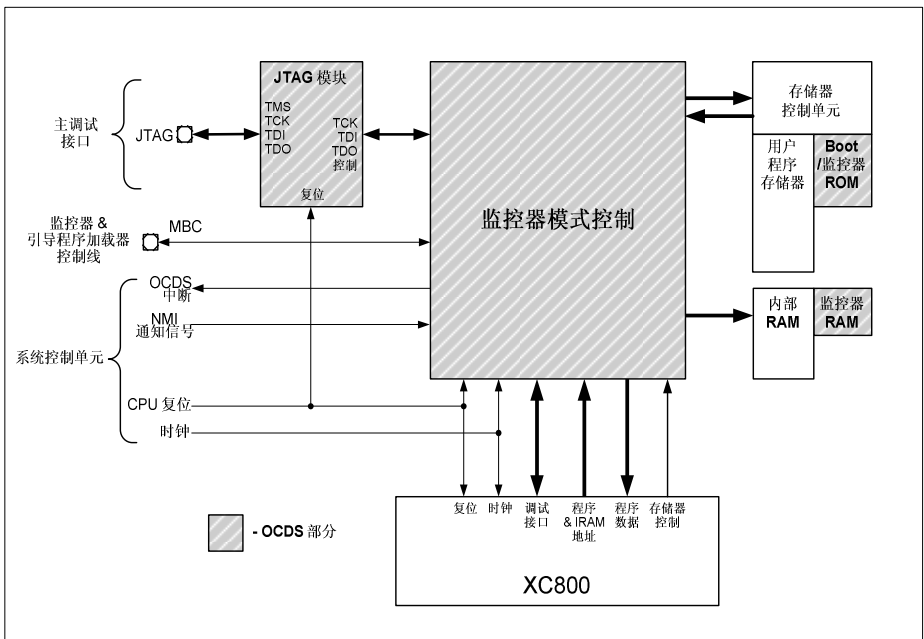 JTAG 模块
TMS
TCK
TDI
TDO
TCK
TDI
TDO
控制
复位
主调试
接口
JTAG
监控器 &
引导程序加载器
控制线
MBC
OCDS
中断
NMI
通知信号
系统控制单元
CPU 复位
时钟
监控器模式控制
存储器
控制单元
用户
程序
存储器
Boot
/监控器
ROM
内部
RAM
监控器
RAM
复位
时钟
调试
接口
程序
& IRAM
地址
程序
数据
存储器
控制
XC800
- OCDS 部分